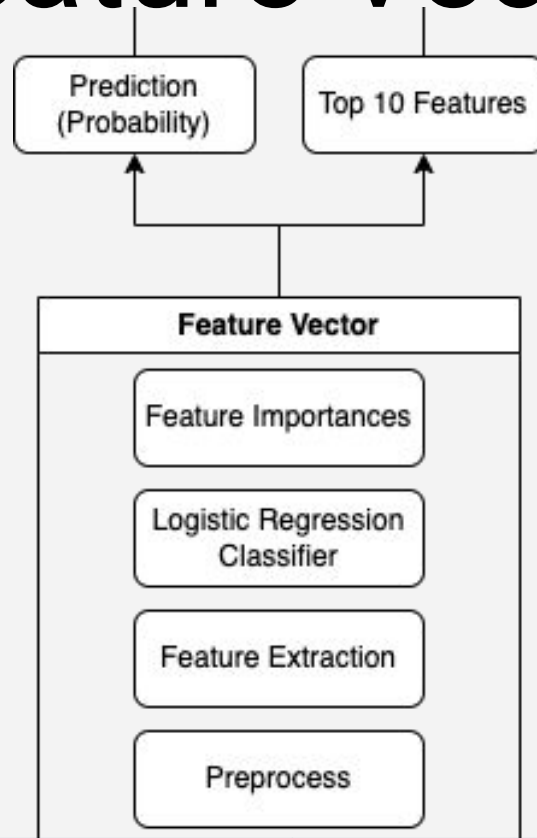 Prediction
(Probability)
Top 10 Features
Feature Vector
Feature Importances
Logistic Regression
Classifier
Feature Extraction
Preprocess